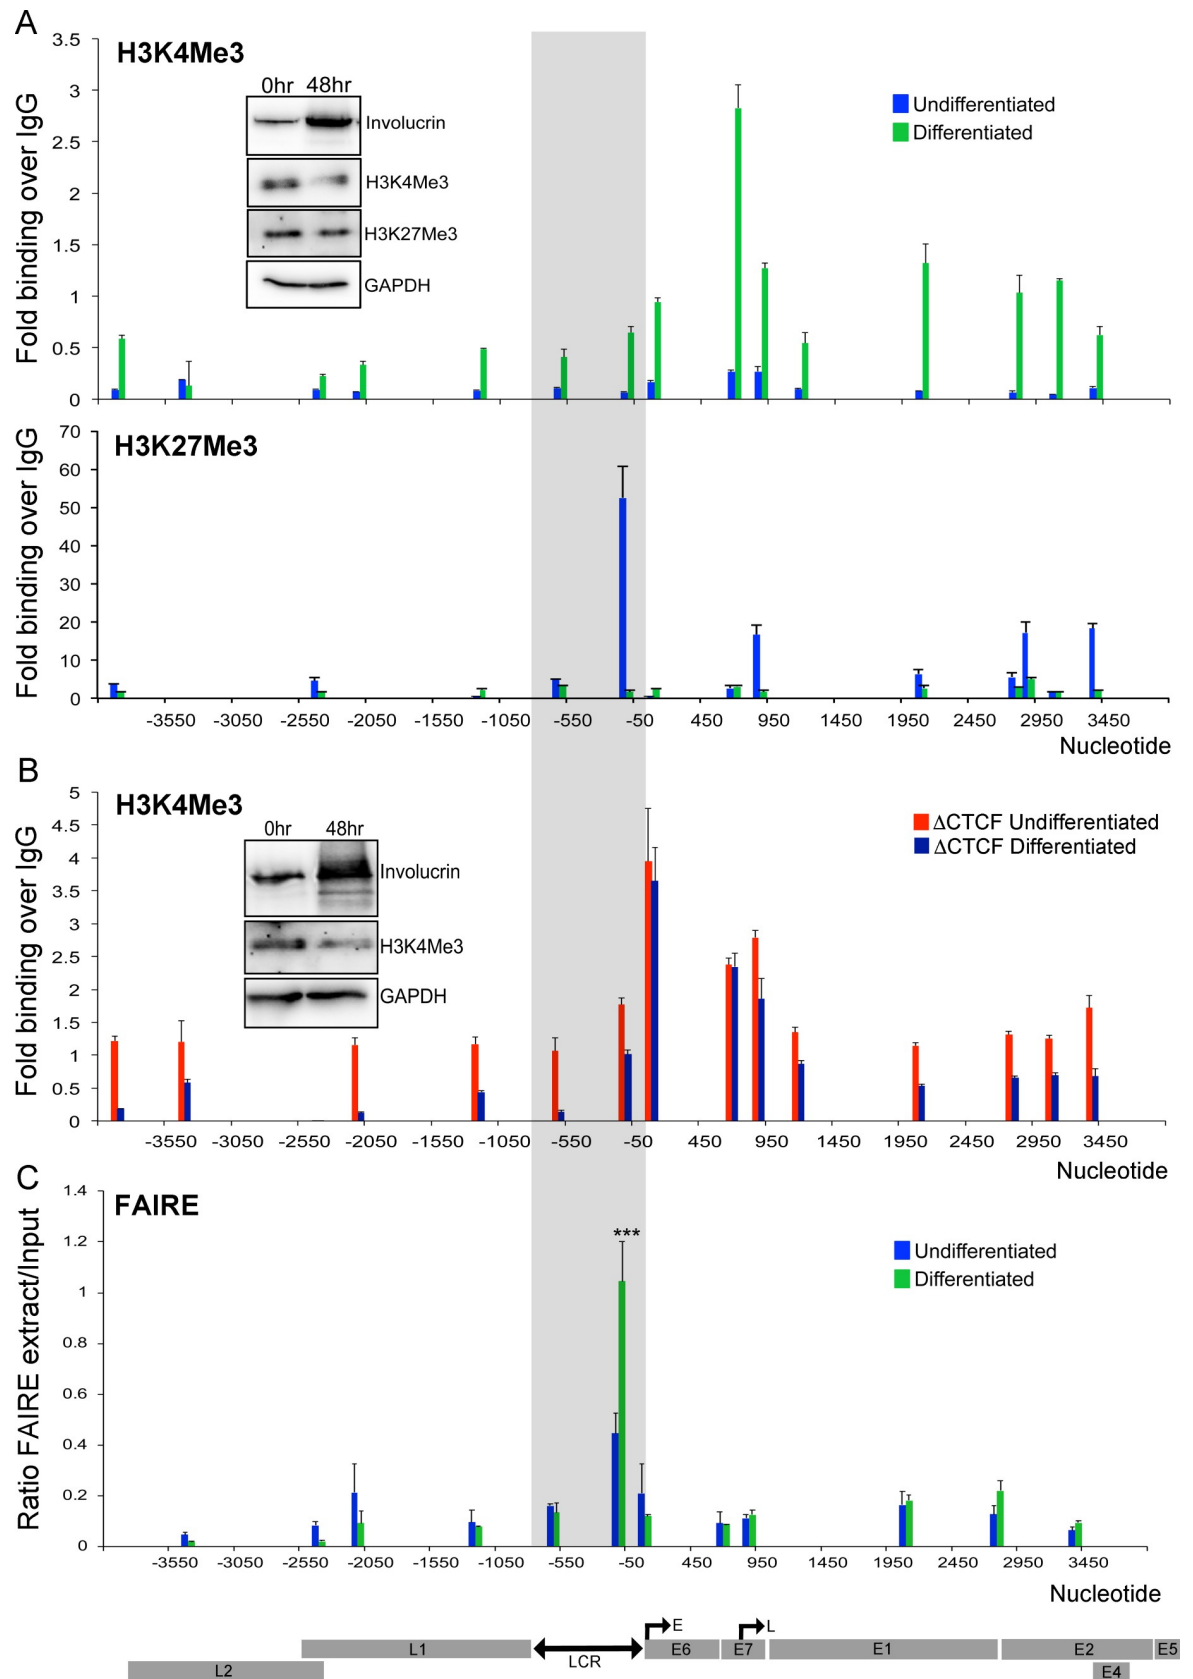 A
H3K4Me3
Fold binding over IgG
3.5
3
2.5
2
1.5
1
0.5
0
0hr 48hr
Involucrin
H3K4Me3
H3K27Me3
GAPDH
Undifferentiated
Differentiated
H3K27Me3
Fold binding over IgG
70
60
50
40
30
20
10
0
-3550 -3050 -2550 -2050 -1550 -1050 -550 -50 450 950 1450 1950 2450 2950 3450
Nucleotide
B
H3K4Me3
Fold binding over IgG
5
4.5
4
3.5
3
2.5
2
1.5
1
0.5
0
0hr 48hr
Involucrin
H3K4Me3
GAPDH
ΔCTCF Undifferentiated
ΔCTCF Differentiated
-3550 -3050 -2550 -2050 -1550 -1050 -550 -50 450 950 1450 1950 2450 2950 3450
Nucleotide
C
FAIRE
Ratio FAIRE extract/Input
1.4
1.2
1
0.8
0.6
0.4
0.2
0
***
Undifferentiated
Differentiated
-3550 -3050 -2550 -2050 -1550 -1050 -550 -50 450 950 1450 1950 2450 2950 3450
Nucleotide
E L
L1 LCR E6 E7 E1 E2 E5
L2 E4